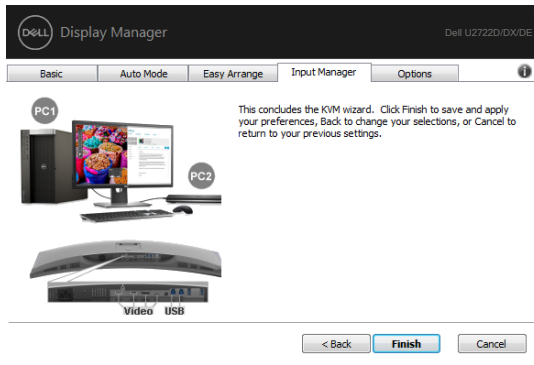 DELL Display Manager
Dell U2722D/DX/DE
Basic Auto Mode Easy Arrange Input Manager Options
PC1
This concludes the KVM wizard. Click Finish to save and apply
your preferences, Back to change your selections, or Cancel to
return to your previous settings.
PC2
Video USB
< Back Finish Cancel